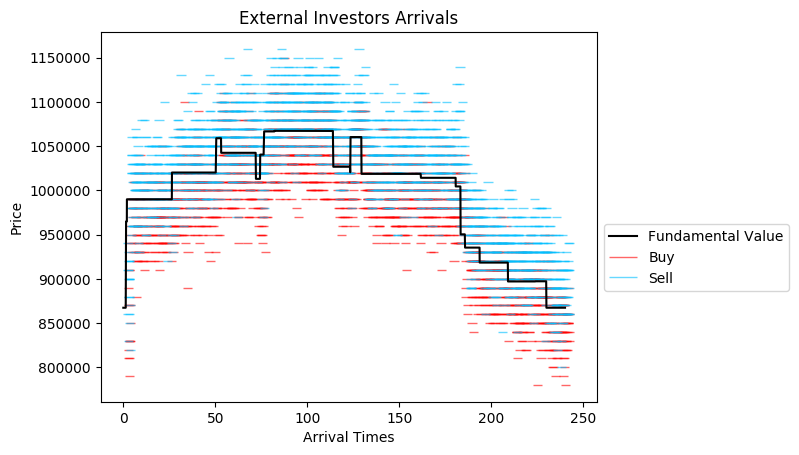 External Investors Arrivals
Price
1150000
1100000
1050000
1000000
950000
900000
850000
800000
0 50 100 150 200 250
Arrival Times
Fundamental Value
Buy
Sell